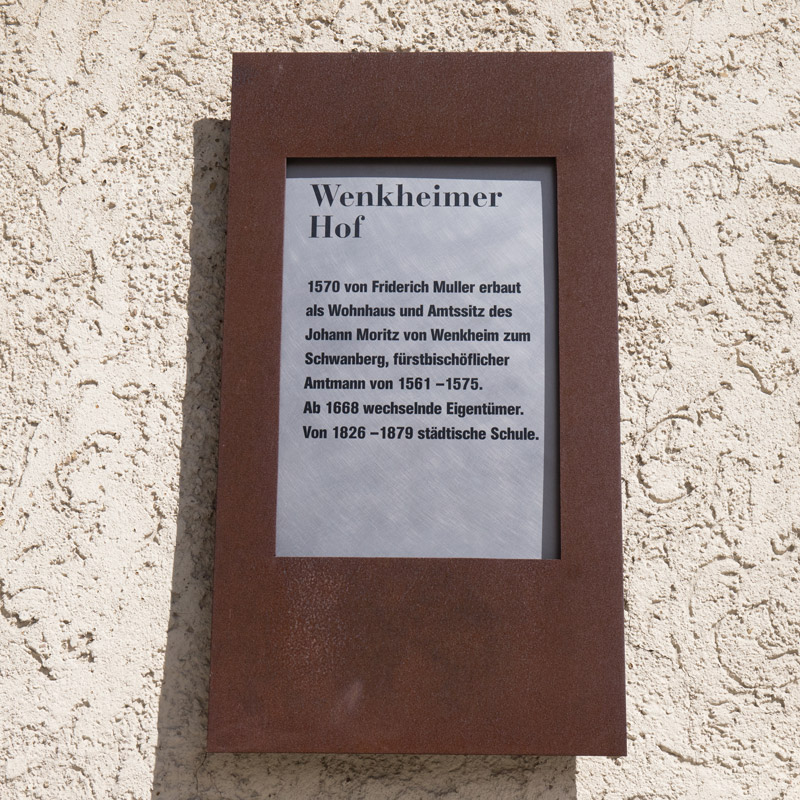 Wenkheimer
Hof
1570 von Friderich Muller erbaut
als Wohnhaus und Amtssitz des
Johann Moritz von Wenkheim zum
Schwanberg, fürstbischöflicher
Amtmann von 1561 –1575.
Ab 1668 wechselnde Eigentümer.
Von 1826 –1879 städtische Schule.